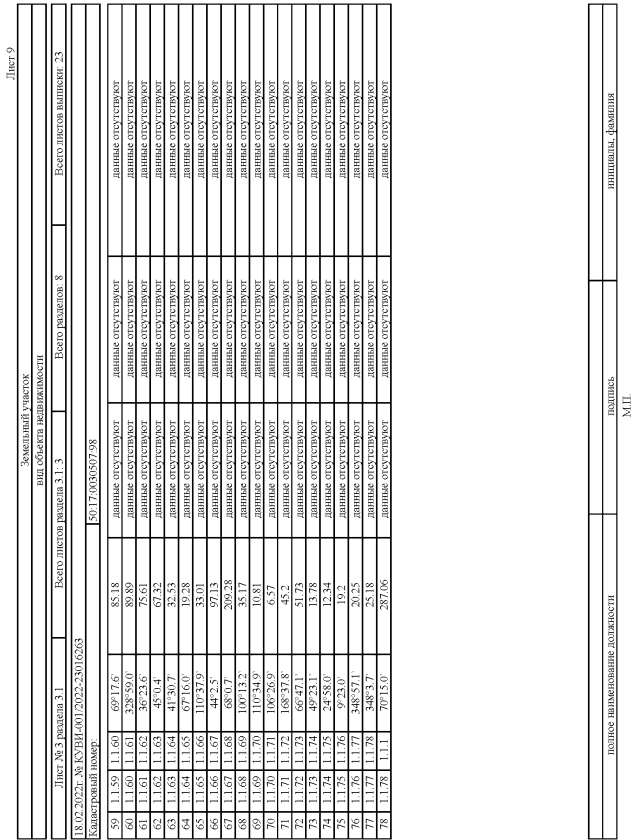 Лист 9
Земельный участок
вид объекта недвижимости
Лист № 3 раздела 3.1 Всего листов раздела 3.1: 3 Всего разделов: 8 Всего листов выписки: 23
18.02.2022г. № КУВИ-001/2022-23016263
Кадастровый номер: 50:17:0030507:98
59 1.1.59 1.1.60 69°17.6` 85.18 данные отсутствуют данные отсутствуют данные отсутствуют
60 1.1.60 1.1.61 328°59.0` 89.89 данные отсутствуют данные отсутствуют данные отсутствуют
61 1.1.61 1.1.62 36°23.6` 75.61 данные отсутствуют данные отсутствуют данные отсутствуют
62 1.1.62 1.1.63 45°0.4` 67.32 данные отсутствуют данные отсутствуют данные отсутствуют
63 1.1.63 1.1.64 41°30.7` 32.53 данные отсутствуют данные отсутствуют данные отсутствуют
64 1.1.64 1.1.65 67°16.0` 19.28 данные отсутствуют данные отсутствуют данные отсутствуют
65 1.1.65 1.1.66 110°37.9` 33.01 данные отсутствуют данные отсутствуют данные отсутствуют
66 1.1.66 1.1.67 44°2.5` 97.13 данные отсутствуют данные отсутствуют данные отсутствуют
67 1.1.67 1.1.68 68°0.7` 209.28 данные отсутствуют данные отсутствуют данные отсутствуют
68 1.1.68 1.1.69 100°13.2` 35.17 данные отсутствуют данные отсутствуют данные отсутствуют
69 1.1.69 1.1.70 110°34.9` 10.81 данные отсутствуют данные отсутствуют данные отсутствуют
70 1.1.70 1.1.71 106°26.9` 6.57 данные отсутствуют данные отсутствуют данные отсутствуют
71 1.1.71 1.1.72 168°37.8` 45.2 данные отсутствуют данные отсутствуют данные отсутствуют
72 1.1.72 1.1.73 66°47.1` 51.73 данные отсутствуют данные отсутствуют данные отсутствуют
73 1.1.73 1.1.74 49°23.1` 13.78 данные отсутствуют данные отсутствуют данные отсутствуют
74 1.1.74 1.1.75 24°58.0` 12.34 данные отсутствуют данные отсутствуют данные отсутствуют
75 1.1.75 1.1.76 9°23.0` 19.2 данные отсутствуют данные отсутствуют данные отсутствуют
76 1.1.76 1.1.77 348°57.1` 20.25 данные отсутствуют данные отсутствуют данные отсутствуют
77 1.1.77 1.1.78 348°3.7` 25.18 данные отсутствуют данные отсутствуют данные отсутствуют
78 1.1.78 1.1.1 70°15.0` 287.06 данные отсутствуют данные отсутствуют данные отсутствуют
полное наименование должности подпись инициалы, фамилия
М.П.